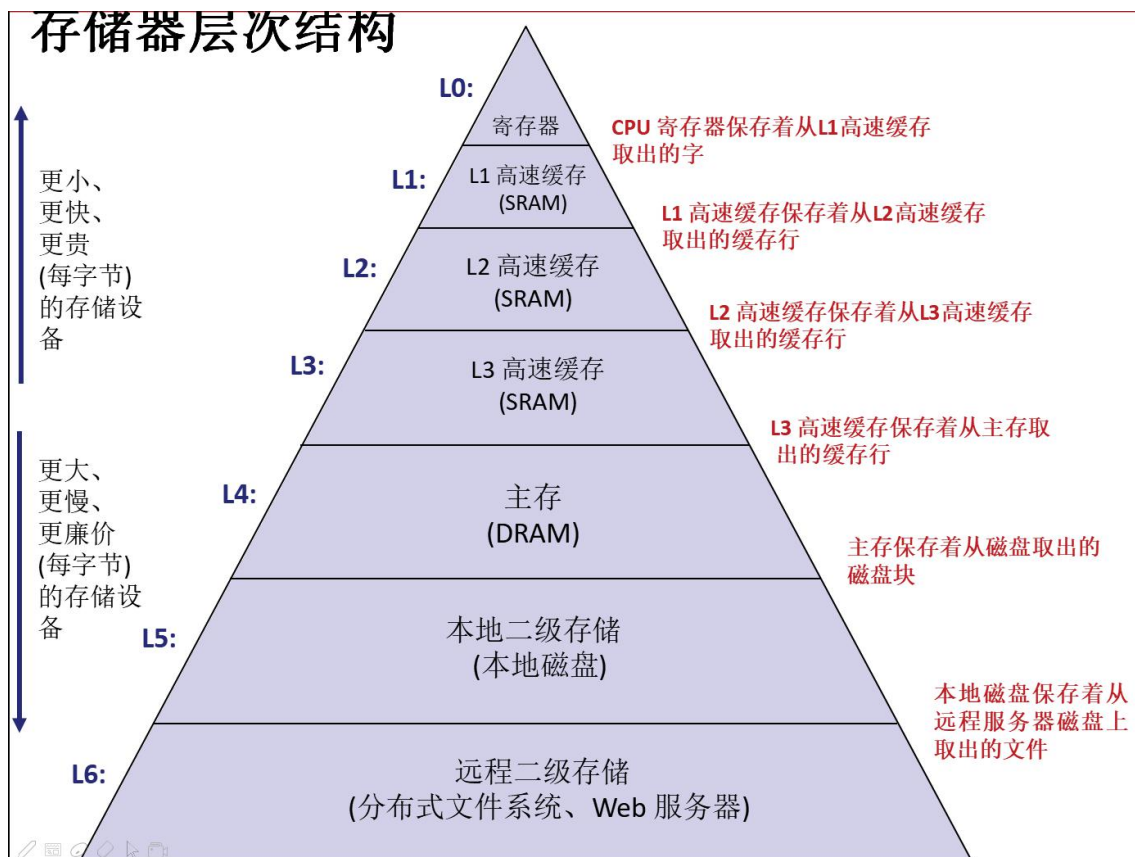 存储器层次结构
L0:
寄存器
CPU 寄存器保存着从L1高速缓存
取出的字
L1:
L1 高速缓存
(SRAM)
L1 高速缓存保存着从L2高速缓存
取出的缓存行
更小、
更快、
更贵
(每字节)
的存储设
备
L2:
L2 高速缓存
(SRAM)
L2 高速缓存保存着从L3高速缓存
取出的缓存行
L3:
L3 高速缓存
(SRAM)
L3 高速缓存保存着从主存取
出的缓存行
更大、
更慢、
更廉价
(每字节)
的存储设
备
L4:
主存
(DRAM)
主存保存着从磁盘取出的
磁盘块
L5:
本地二级存储
(本地磁盘)
本地磁盘保存着从
远程服务器磁盘上
取出的文件
L6:
远程二级存储
(分布式文件系统、Web 服务器)